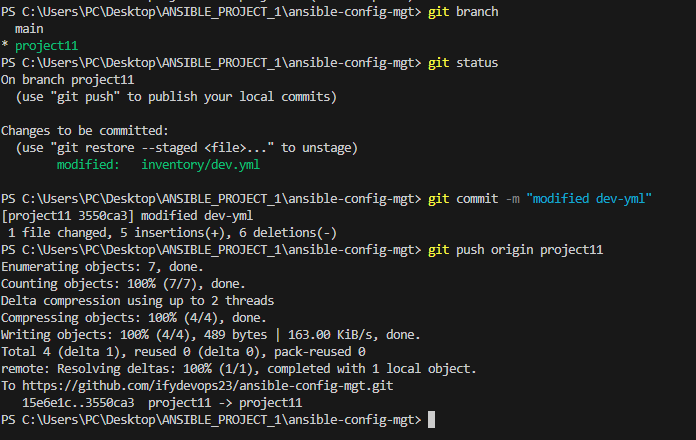 PS C:\Users\PC\Desktop\ANSIBLE_PROJECT_1\ansible-config-mgt> git branch
  main
* project11
PS C:\Users\PC\Desktop\ANSIBLE_PROJECT_1\ansible-config-mgt> git status
On branch project11
  (use "git push" to publish your local commits)

Changes to be committed:
  (use "git restore --staged <file>..." to unstage)
        modified:   inventory/dev.yml

PS C:\Users\PC\Desktop\ANSIBLE_PROJECT_1\ansible-config-mgt> git commit -m "modified dev-yml"
[project11 3550ca3] modified dev-yml
 1 file changed, 5 insertions(+), 6 deletions(-)
PS C:\Users\PC\Desktop\ANSIBLE_PROJECT_1\ansible-config-mgt> git push origin project11
Enumerating objects: 7, done.
Counting objects: 100% (7/7), done.
Delta compression using up to 2 threads
Compressing objects: 100% (4/4), done.
Writing objects: 100% (4/4), 489 bytes | 163.00 KiB/s, done.
Total 4 (delta 1), reused 0 (delta 0), pack-reused 0
remote: Resolving deltas: 100% (1/1), completed with 1 local object.
To https://github.com/ifydevops23/ansible-config-mgt.git
   15e6e1c..3550ca3  project11 -> project11
PS C:\Users\PC\Desktop\ANSIBLE_PROJECT_1\ansible-config-mgt>